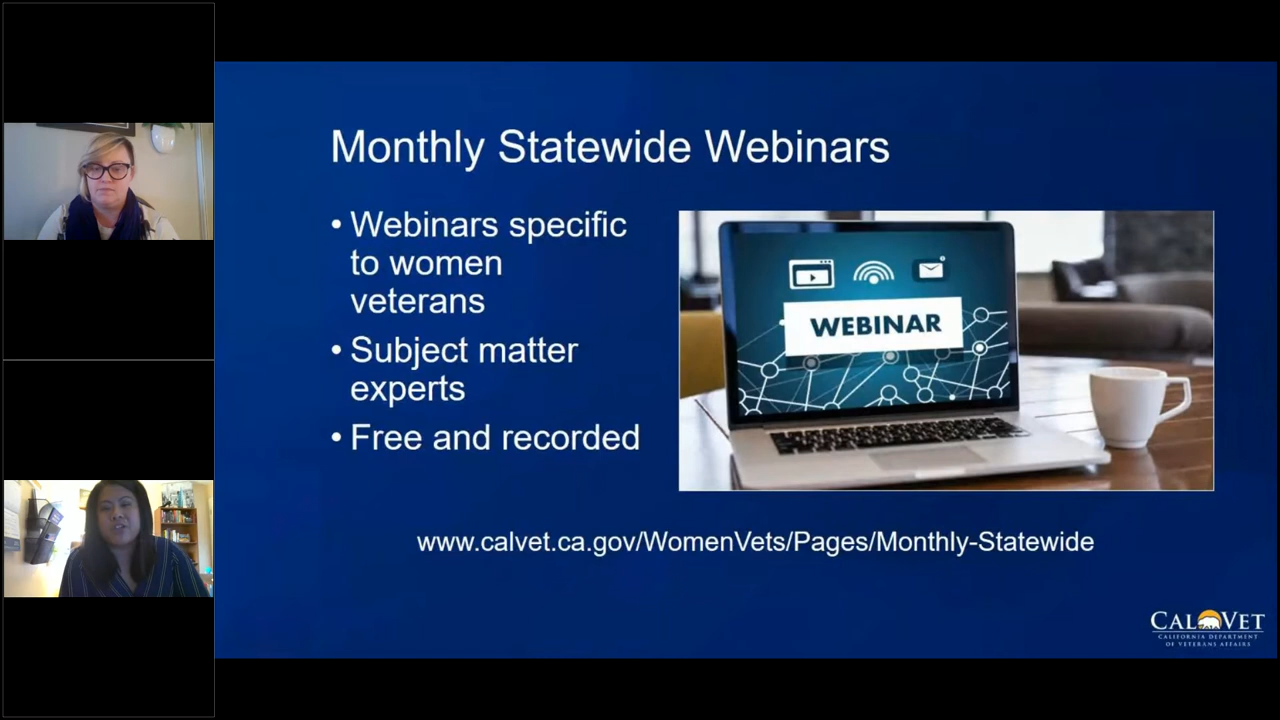 Monthly Statewide Webinars
• Webinars specific
to women
veterans
• Subject matter
experts
• Free and recorded
WEBINAR
www.calvet.ca.gov/WomenVets/Pages/Monthly-Statewide
CALVET
CALIFORNIA DEPARTMENT
OF VETERANS AFFAIRS